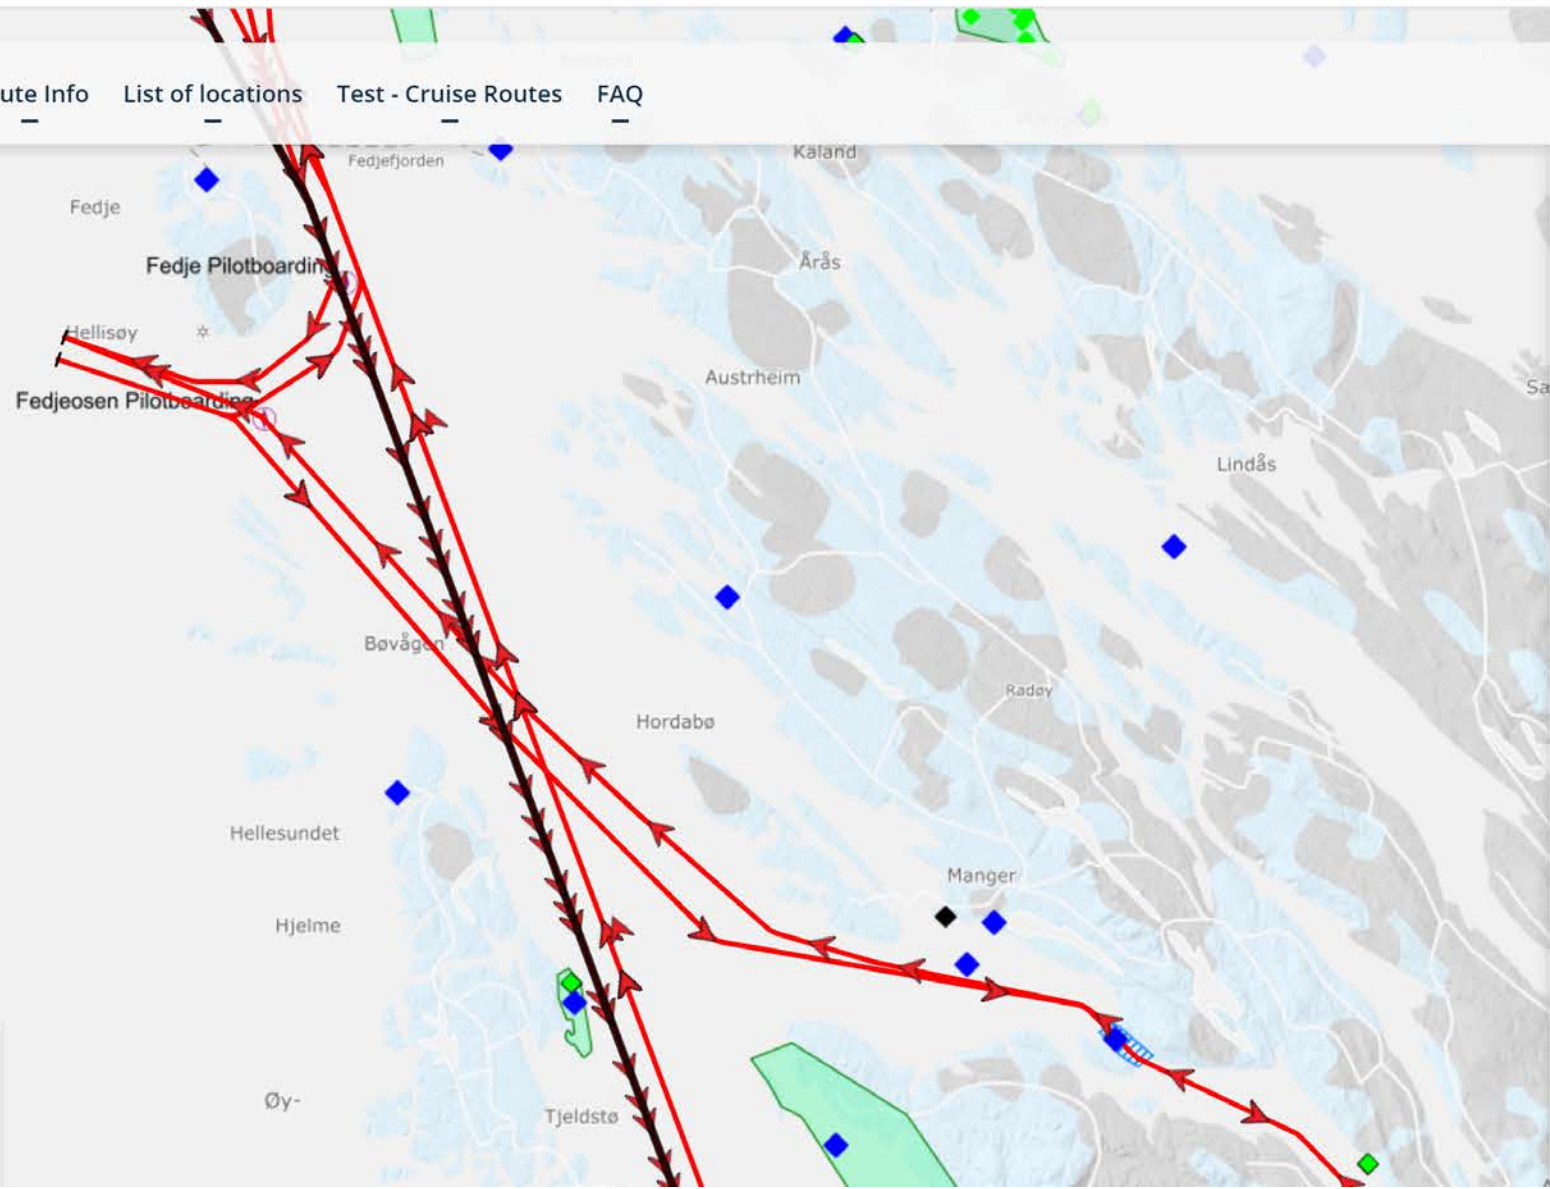 ute Info List of locations Test - Cruise Routes FAQ
Kaland
Fedjefjorden
Fedje
Fedje Pilotboarding
Årås
Hellisøy
Austrheim
Sa
Fedjeosen Pilotboarding
Lindås
Bøvågen
Radøy
Hordabø
Hellesundet
Manger
Hjelme
Øy-
Tjeldstø